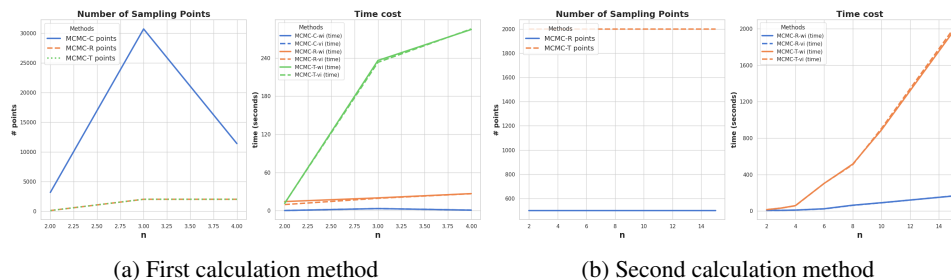 Number of Sampling Points
Methods
MCMC-C points
MCMC-R points
MCMC-T points
30000
25000
20000
15000
10000
5000
0
# points
2.00 2.25 2.50 2.75 3.00 3.25 3.50 3.75 4.00
n
Time cost
Methods
MCMC-C-wi (time)
MCMC-C-vi (time)
MCMC-R-wi (time)
MCMC-R-vi (time)
MCMC-T-wi (time)
MCMC-T-vi (time)
240
180
120
60
0
time (seconds)
2.00 2.25 2.50 2.75 3.00 3.25 3.50 3.75 4.00
n
(a) First calculation method
Number of Sampling Points
Methods
MCMC-R points
MCMC-T points
2000
1800
1600
1400
1200
1000
800
600
# points
2 4 6 8 10 12 14
n
Time cost
Methods
MCMC-R-wi (time)
MCMC-R-vi (time)
MCMC-T-wi (time)
MCMC-T-vi (time)
2000
1600
1200
800
400
0
time (seconds)
2 4 6 8 10 12 14
n
(b) Second calculation method